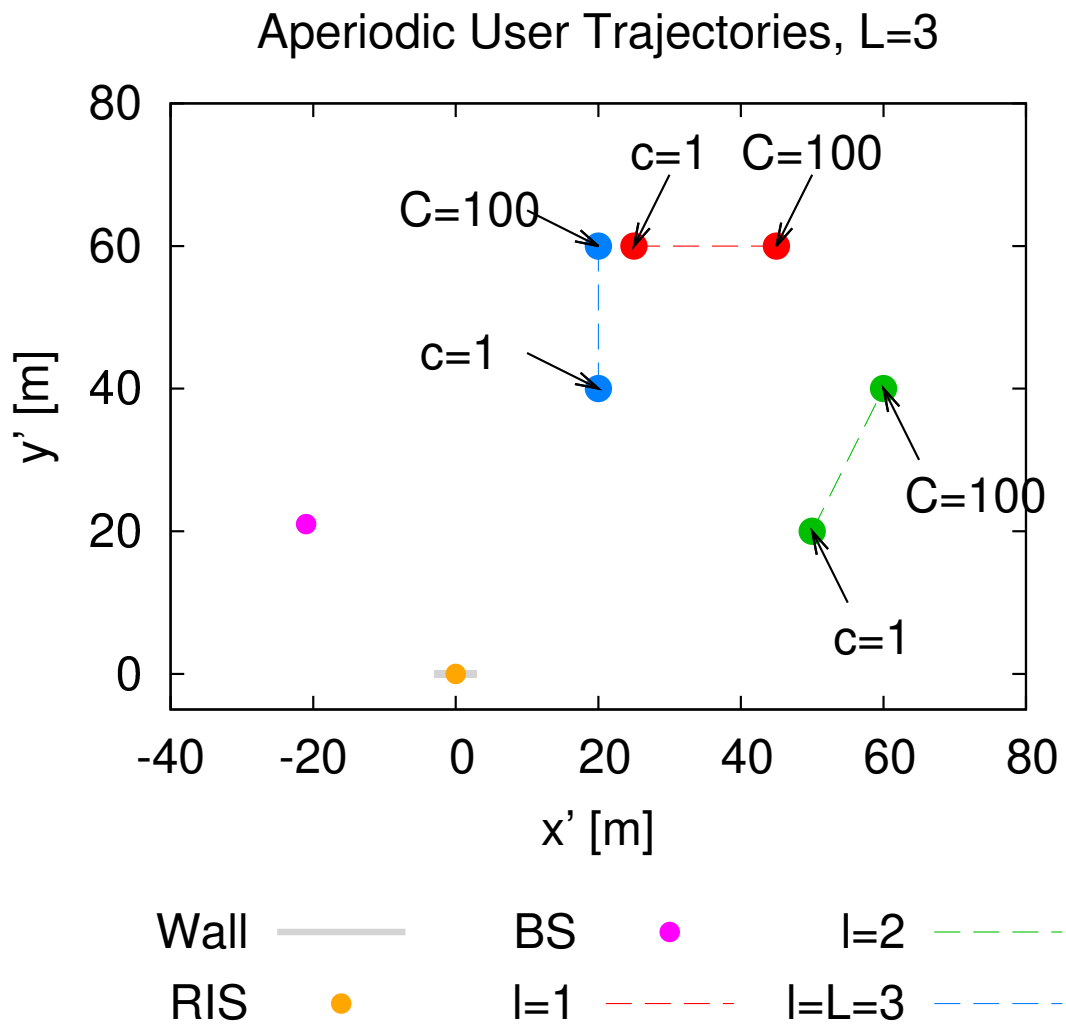 Aperiodic User Trajectories, L=3
80
c=1 C=100
C=100
60
c=1
40
C=100
20
c=1
0
y' [m]
-40 -20 0 20 40 60 80
x' [m]
Wall BS l=2
RIS l=1 l=L=3